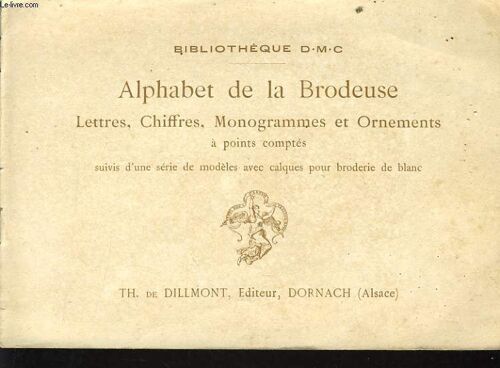 Le-livre.com
BIBLIOTHÈQUE D·M·C
Alphabet de la Brodeuse
Lettres, Chiffres, Monogrammes et Ornements
à points comptés
suivis d'une série de modèles avec calques pour broderie de blanc
TH. DE DILLMONT, Editeur, DORNACH (Alsace)